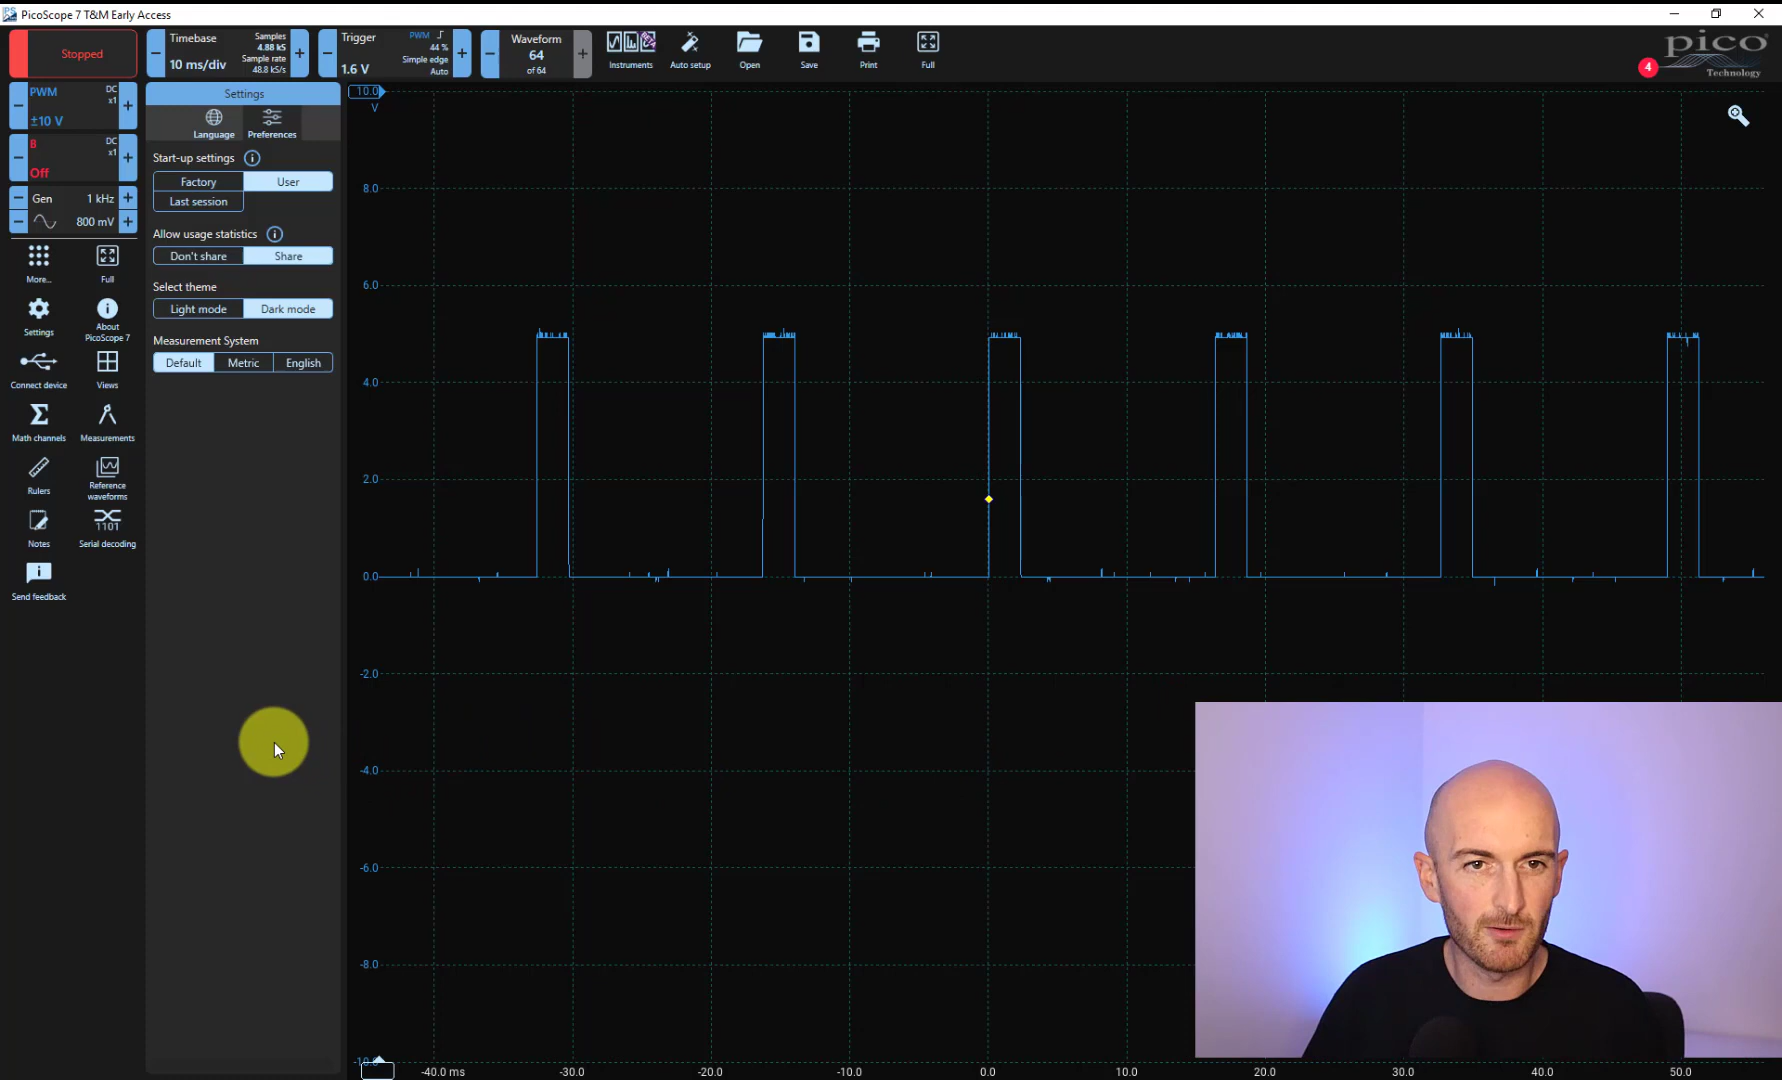 PicoScope 7 T&M Early Access
Stopped
Timebase
10 ms/div
Samples
4.88 kS
Sample rate
48.8 kS/s
Trigger
1.6 V
PWM
44 %
Simple edge
Auto
Waveform
64
of 64
Instruments
Auto setup
Open
Save
Print
Full
4
pico
Technology
PWM
DC
x1
±10 V
B
DC
x1
Off
Gen
1 kHz
800 mV
More...
Full
Settings
About
PicoScope 7
Connect device
Views
Math channels
Measurements
Rulers
Reference
waveforms
Notes
1101
Serial decoding
Send feedback
Settings
Language
Preferences
Start-up settings
Factory
User
Last session
Allow usage statistics
Don't share
Share
Select theme
Light mode
Dark mode
Measurement System
Default
Metric
English
10.0
V
8.0
6.0
4.0
2.0
0.0
-2.0
-4.0
-6.0
-8.0
-40.0 ms
-30.0
-20.0
-10.0
0.0
10.0
20.0
30.0
40.0
50.0